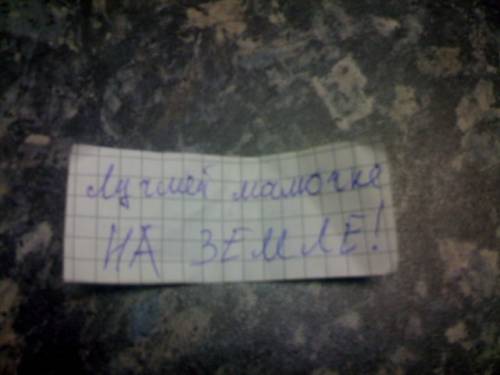 Лучшей мамочке
НА ЗЕМЛЕ!